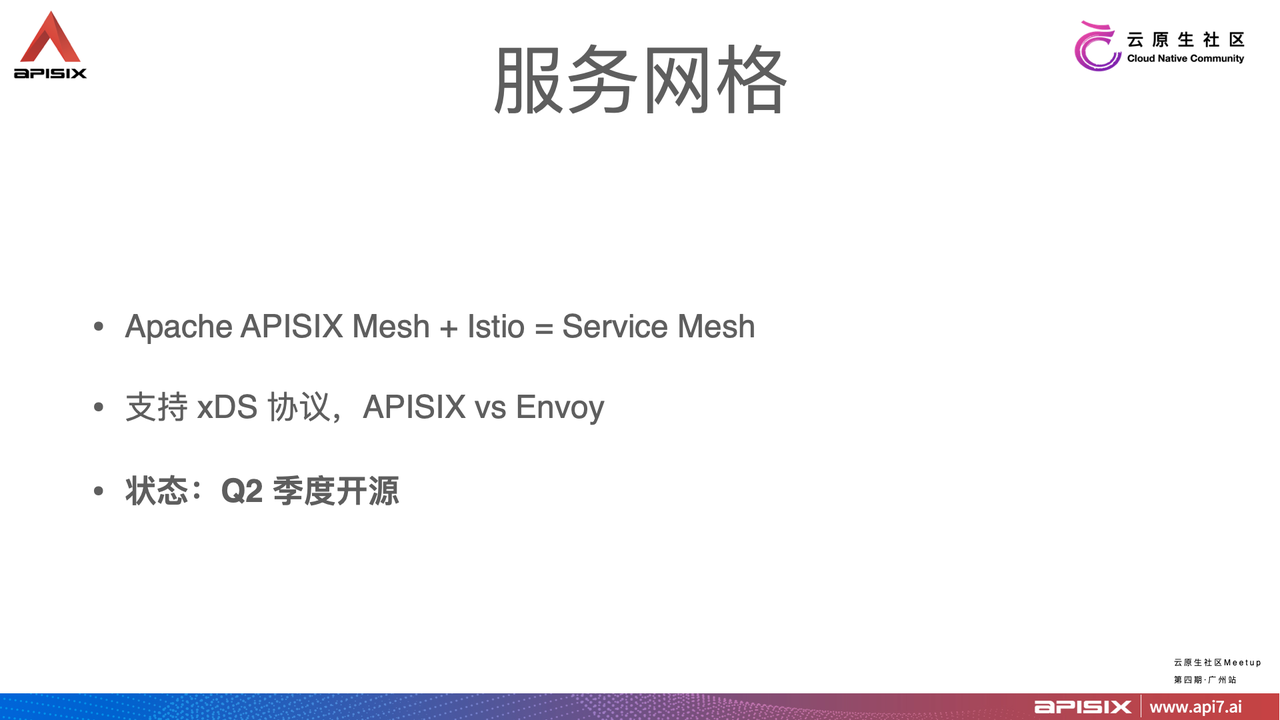 APISIX
云原生社区
Cloud Native Community
服务网格
• Apache APISIX Mesh + Istio = Service Mesh
• 支持 xDS 协议，APISIX vs Envoy
• 状态：Q2 季度开源
云原生社区Meetup
第四期·广州站
APISIX | www.api7.ai